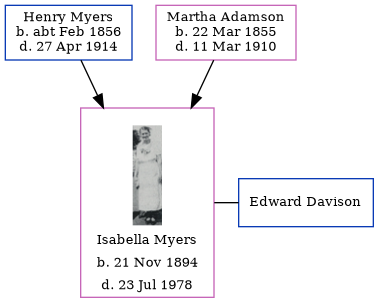 Henry Myers
b. abt Feb 1856
d. 27 Apr 1914
Martha Adamson
b. 22 Mar 1855
d. 11 Mar 1910
Isabella Myers
b. 21 Nov 1894
d. 23 Jul 1978
Edward Davison